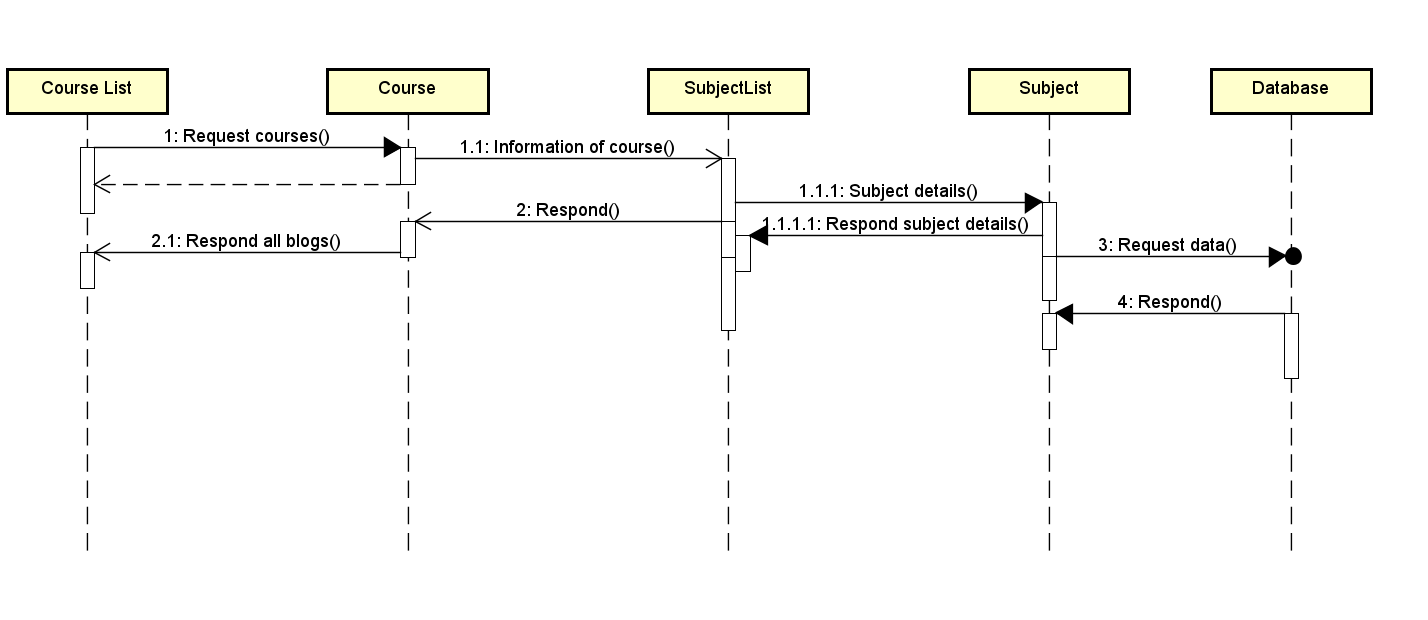 Course List
Course
SubjectList
Subject
Database
1: Request courses()
1.1: Information of course()
1.1.1: Subject details()
2: Respond()
1.1.1.1: Respond subject details()
2.1: Respond all blogs()
3: Request data()
4: Respond()